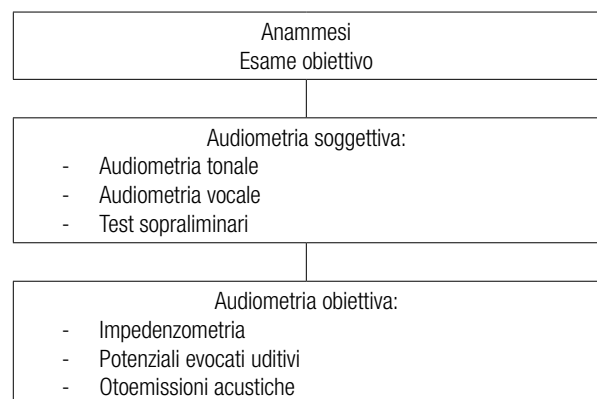 Anammesi
Esame obiettivo
Audiometria soggettiva:
- Audiometria tonale
- Audiometria vocale
- Test sopraliminari
Audiometria obiettiva:
- Impedenzometria
- Potenziali evocati uditivi
- Otoemissioni acustiche